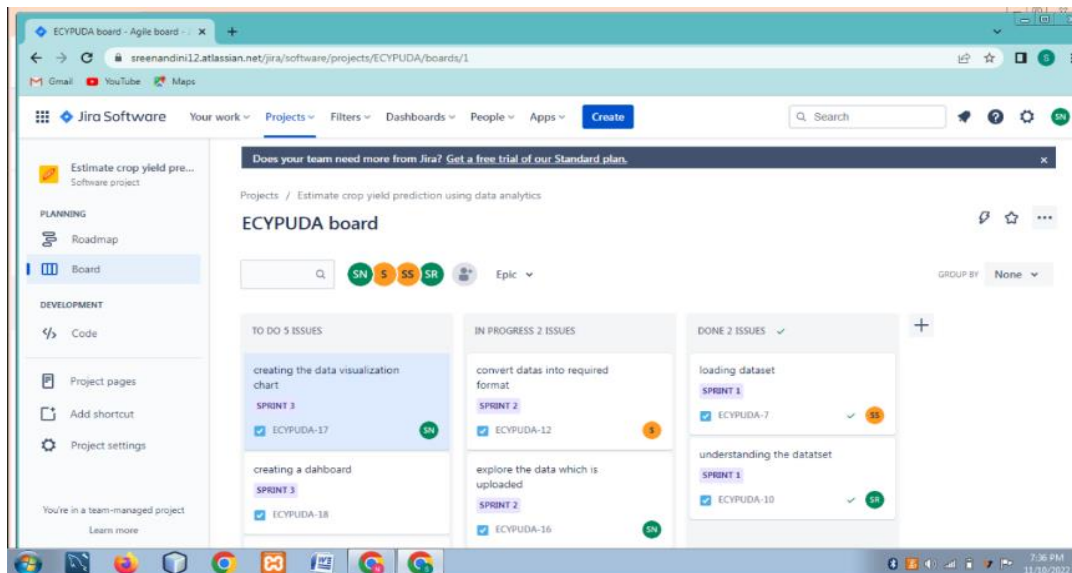 ECYPUDA board - Agile board -
sreenandini12.atlassian.net/jira/software/projects/ECYPUDA/boards/1
S
Gmail YouTube Maps
Jira Software Your work Projects Filters Dashboards People Apps Create Search SN
Does your team need more from Jira? Get a free trial of our Standard plan.
Estimate crop yield pre...
Software project
PLANNING
Roadmap
Board
DEVELOPMENT
Code
Project pages
Add shortcut
Project settings
You're in a team-managed project
Learn more
Projects / Estimate crop yield prediction using data analytics
ECYPUDA board
SN S SS SR Epic GROUP BY None
TO DO 5 ISSUES
creating the data visualization
chart
SPRINT 3
ECYPUDA-17 SN
creating a dahboard
SPRINT 3
ECYPUDA-18
IN PROGRESS 2 ISSUES
convert datas into required
format
SPRINT 2
ECYPUDA-12 S
explore the data which is
uploaded
SPRINT 2
ECYPUDA-16 SN
DONE 2 ISSUES
loading dataset
SPRINT 1
ECYPUDA-7 SS
understanding the datatset
SPRINT 1
ECYPUDA-10 SR
7:36 PM
11/10/2022